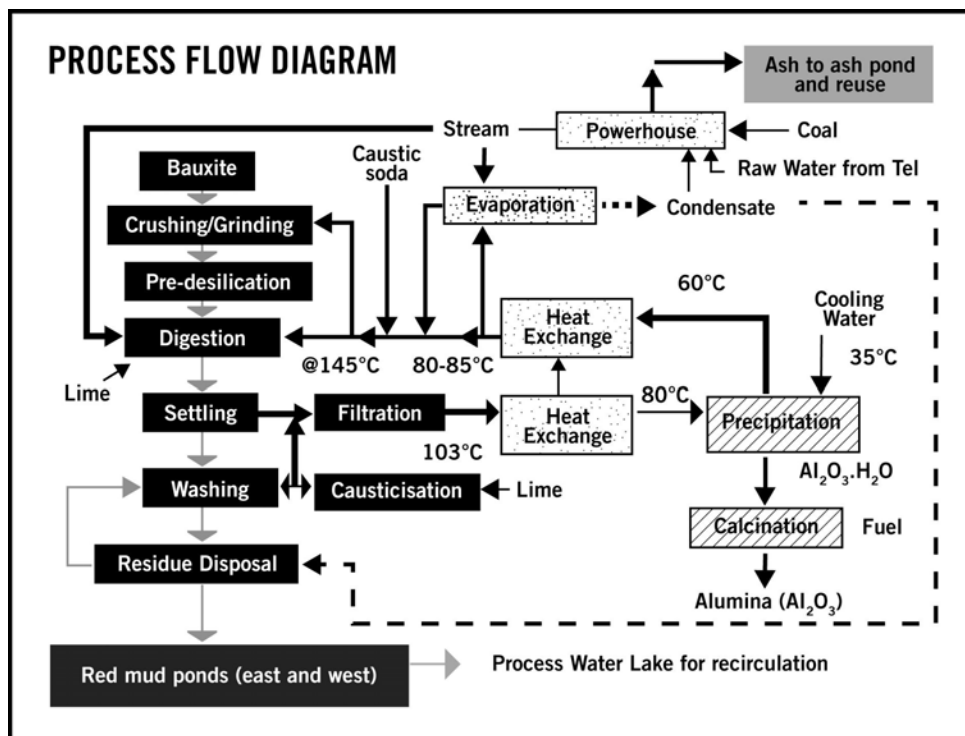 PROCESS FLOW DIAGRAM
Ash to ash pond
and reuse
Stream
Powerhouse
Coal
Caustic
soda
Raw Water from Tel
Bauxite
Evaporation
Condensate
Crushing/Grinding
Pre-desilication
60°C
Cooling
Water
Heat
Exchange
Digestion
35°C
@145°C
80-85°C
Lime
80°C
Settling
Filtration
Heat
Exchange
Precipitation
103°C
Al₂O₃.H₂O
Washing
Causticisation
Lime
Calcination
Fuel
Residue Disposal
Alumina (Al₂O₃)
Red mud ponds (east and west)
Process Water Lake for recirculation